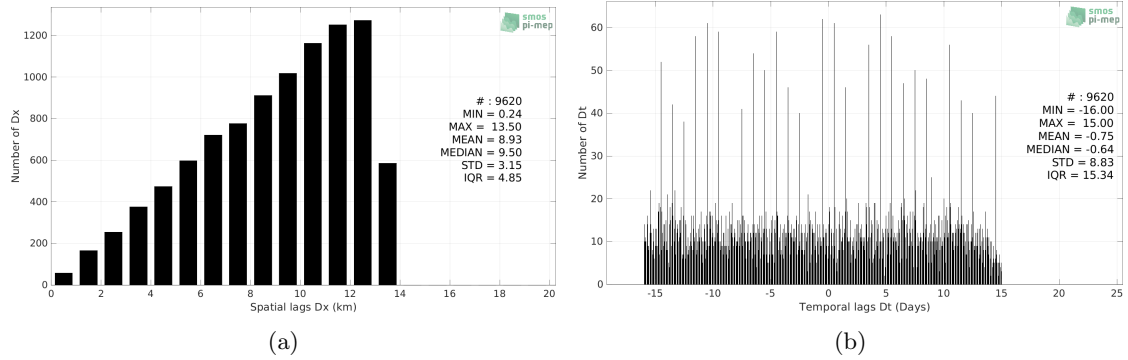 smos
pi-mep
1200
1000
800
600
400
200
0
Number of Dx
# : 9620
MIN = 0.24
MAX = 13.50
MEAN = 8.93
MEDIAN = 9.50
STD = 3.15
IQR = 4.85
0 2 4 6 8 10 12 14 16 18 20
Spatial lags Dx (km)
(a)
smos
pi-mep
60
50
40
30
20
10
0
Number of Dt
# : 9620
MIN = -16.00
MAX = 15.00
MEAN = -0.75
MEDIAN = -0.64
STD = 8.83
IQR = 15.34
-15 -10 -5 0 5 10 15 20 25
Temporal lags Dt (Days)
(b)